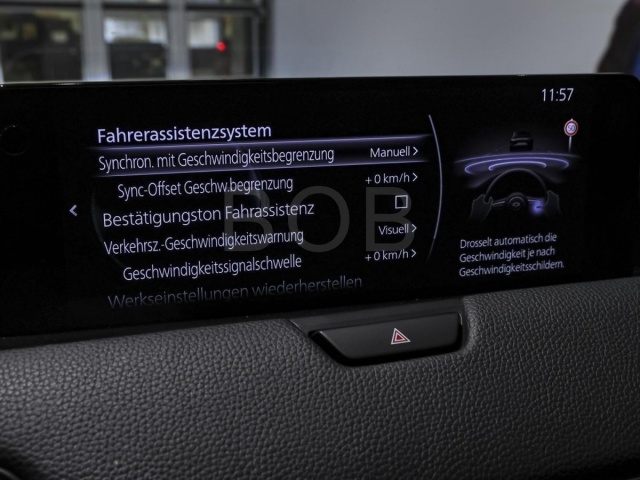 11:57
Fahrerassistenzsystem
Synchron. mit Geschwindigkeitsbegrenzung Manuell
Sync-Offset Geschw.begrenzung + 0 km/h
Bestätigungston Fahrassistenz
Verkehrsz.-Geschwindigkeitswarnung Visuell
Geschwindigkeitssignalschwelle + 0 km/h
Werkseinstellungen wiederherstellen
Drosselt automatisch die
Geschwindigkeit je nach
Geschwindigkeitsschildern.
BOB